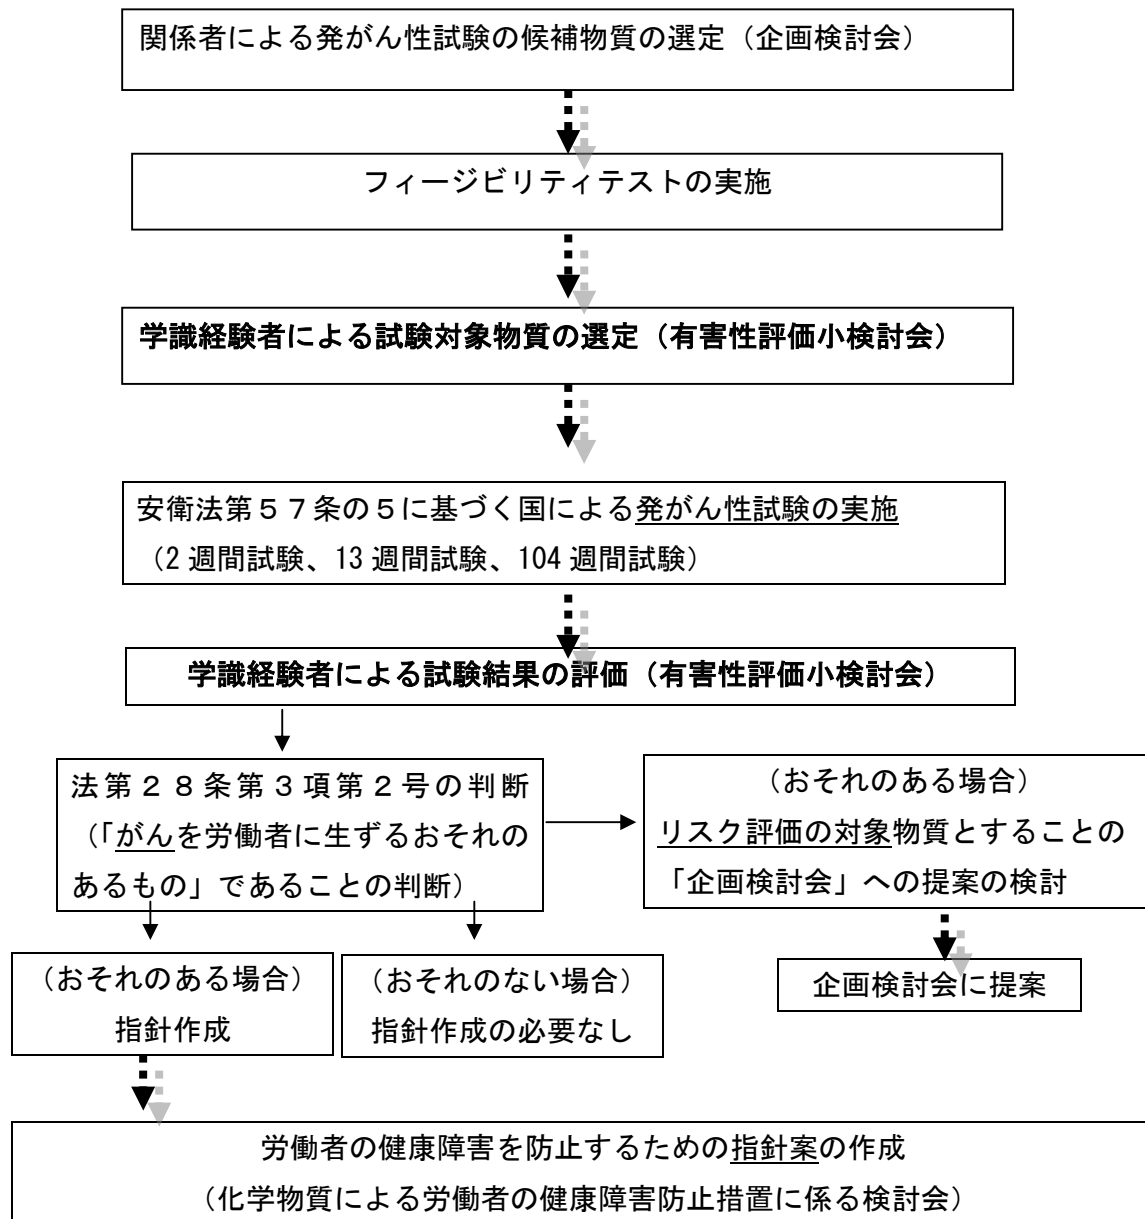 関係者による発がん性試験の候補物質の選定（企画検討会）
フィージビリティテストの実施
学識経験者による試験対象物質の選定（有害性評価小検討会）
安衛法第５７条の５に基づく国による発がん性試験の実施
（2 週間試験、13 週間試験、104 週間試験）
学識経験者による試験結果の評価（有害性評価小検討会）
法第２８条第３項第２号の判断
（「がんを労働者に生ずるおそれの
あるもの」であることの判断）
（おそれのある場合）
リスク評価の対象物質とすることの
「企画検討会」への提案の検討
（おそれのある場合）
指針作成
（おそれのない場合）
指針作成の必要なし
企画検討会に提案
労働者の健康障害を防止するための指針案の作成
（化学物質による労働者の健康障害防止措置に係る検討会）